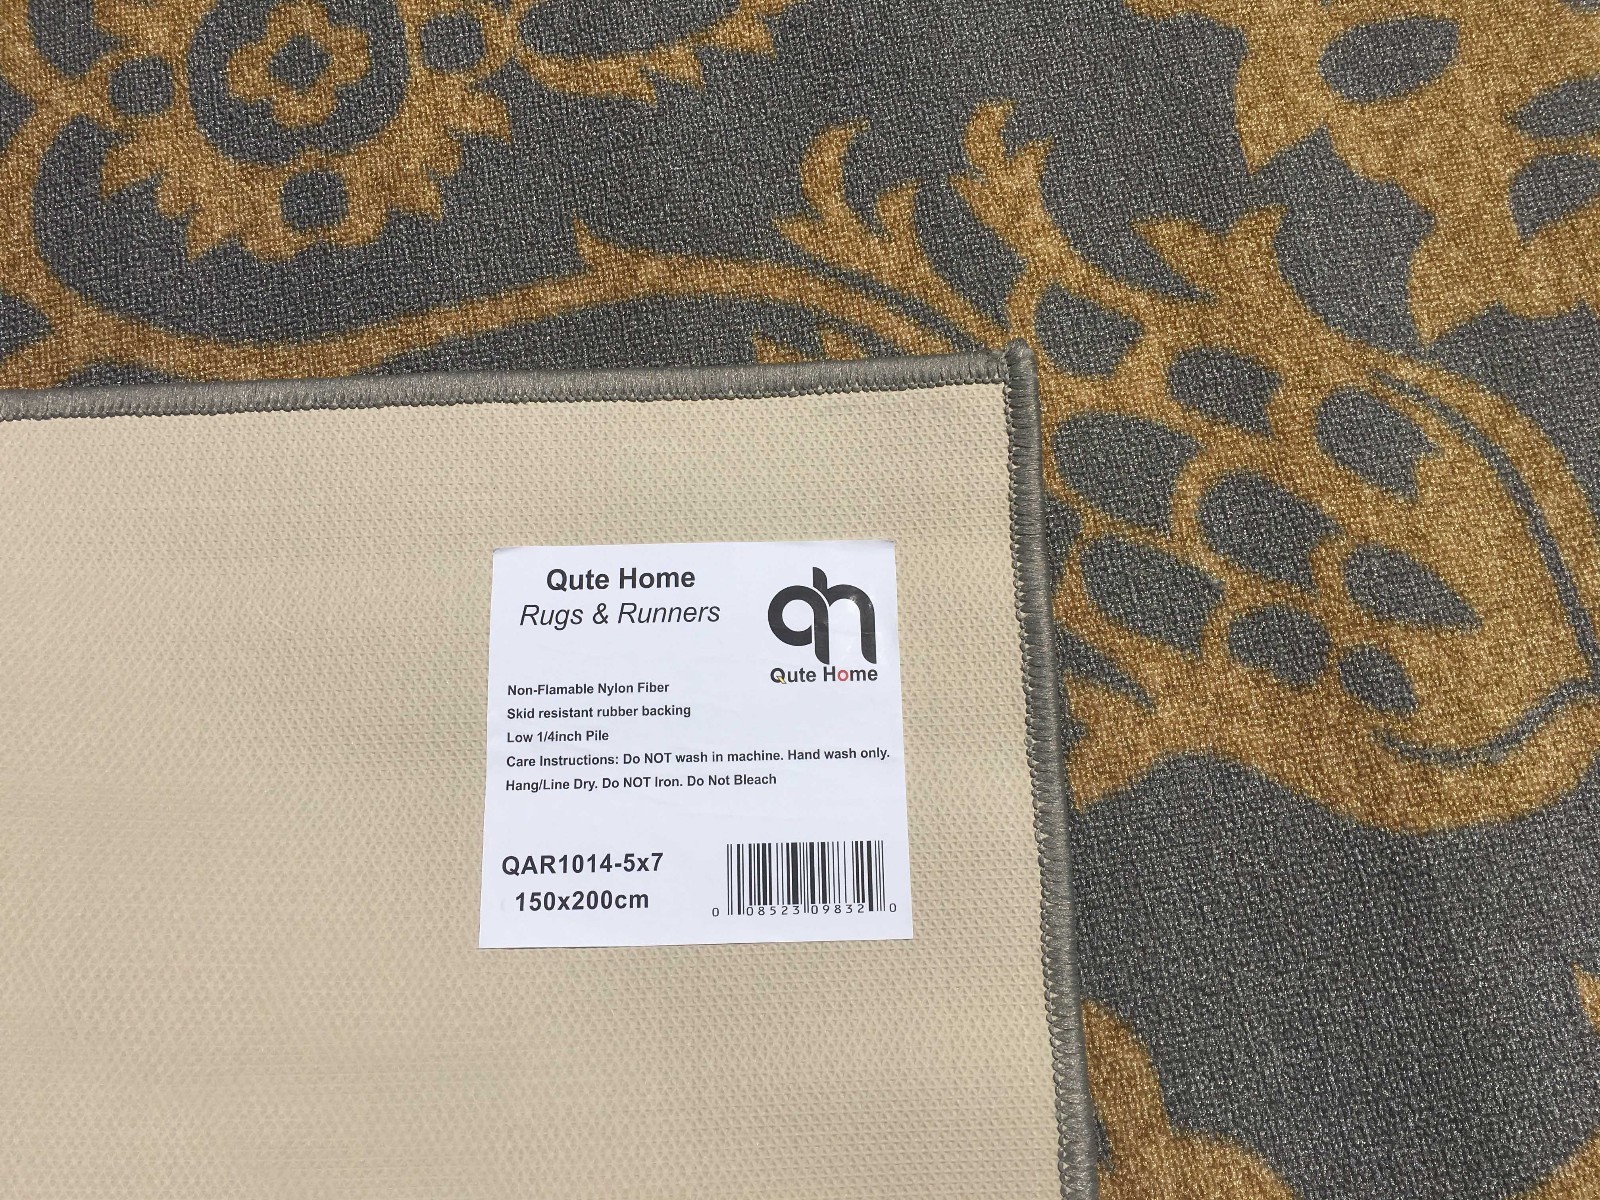 Qute Home
Rugs & Runners
qh
Qute Home
Non-Flamable Nylon Fiber
Skid resistant rubber backing
Low 1/4inch Pile
Care Instructions: Do NOT wash in machine. Hand wash only.
Hang/Line Dry. Do NOT Iron. Do Not Bleach
QAR1014-5x7
150x200cm
0 08523 09832 0